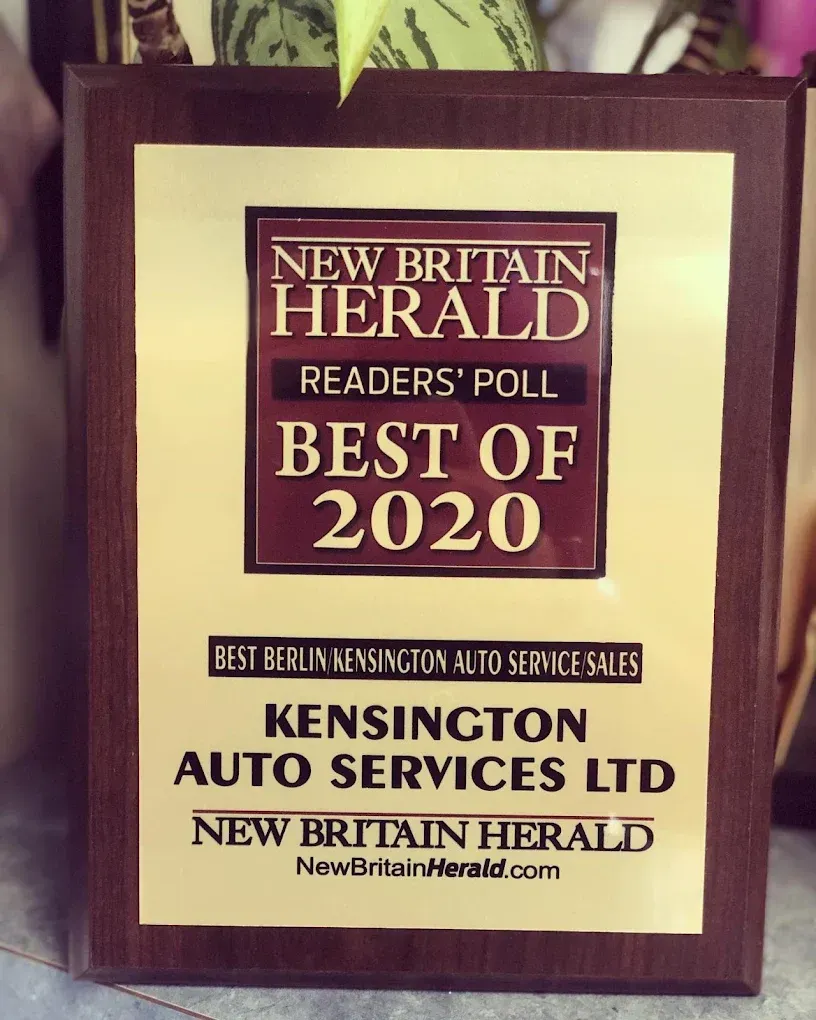 NEW BRITAIN
HERALD
READERS' POLL
BEST OF
2020
BEST BERLIN/KENSINGTON AUTO SERVICE/SALES
KENSINGTON
AUTO SERVICES LTD
NEW BRITAIN HERALD
NewBritainHerald.com